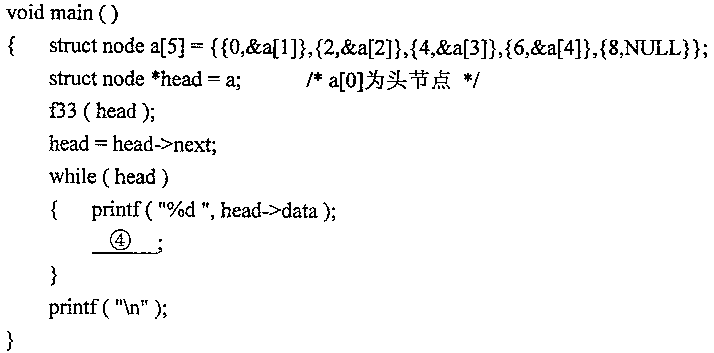 void main ( )
{ struct node a[5] = {{0,&a[1]},{2,&a[2]},{4,&a[3]},{6,&a[4]},{8,NULL}};
struct node *head = a; /* a[0]为头节点 */
f33 ( head );
head = head->next;
while ( head )
{ printf ( "%d ", head->data );
④ ;
}
printf ( "\n" );
}